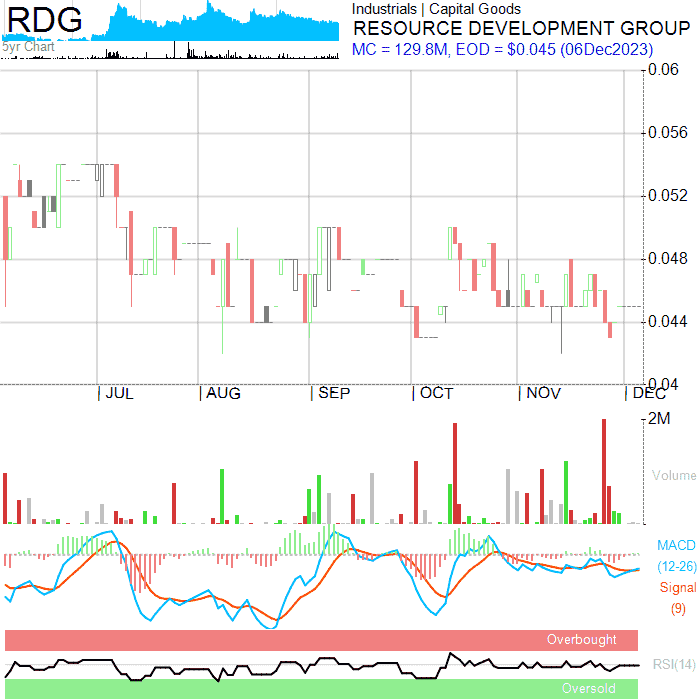 RDG
5yr Chart
Industrials | Capital Goods
RESOURCE DEVELOPMENT GROUP
MC = 129.8M, EOD = $0.045 (06Dec2023)
0.06
0.056
0.052
0.048
0.044
0.04
JUL AUG SEP OCT NOV DEC
2M
Volume
MACD
(12-26)
Signal
(9)
Overbought
RSI(14)
Oversold